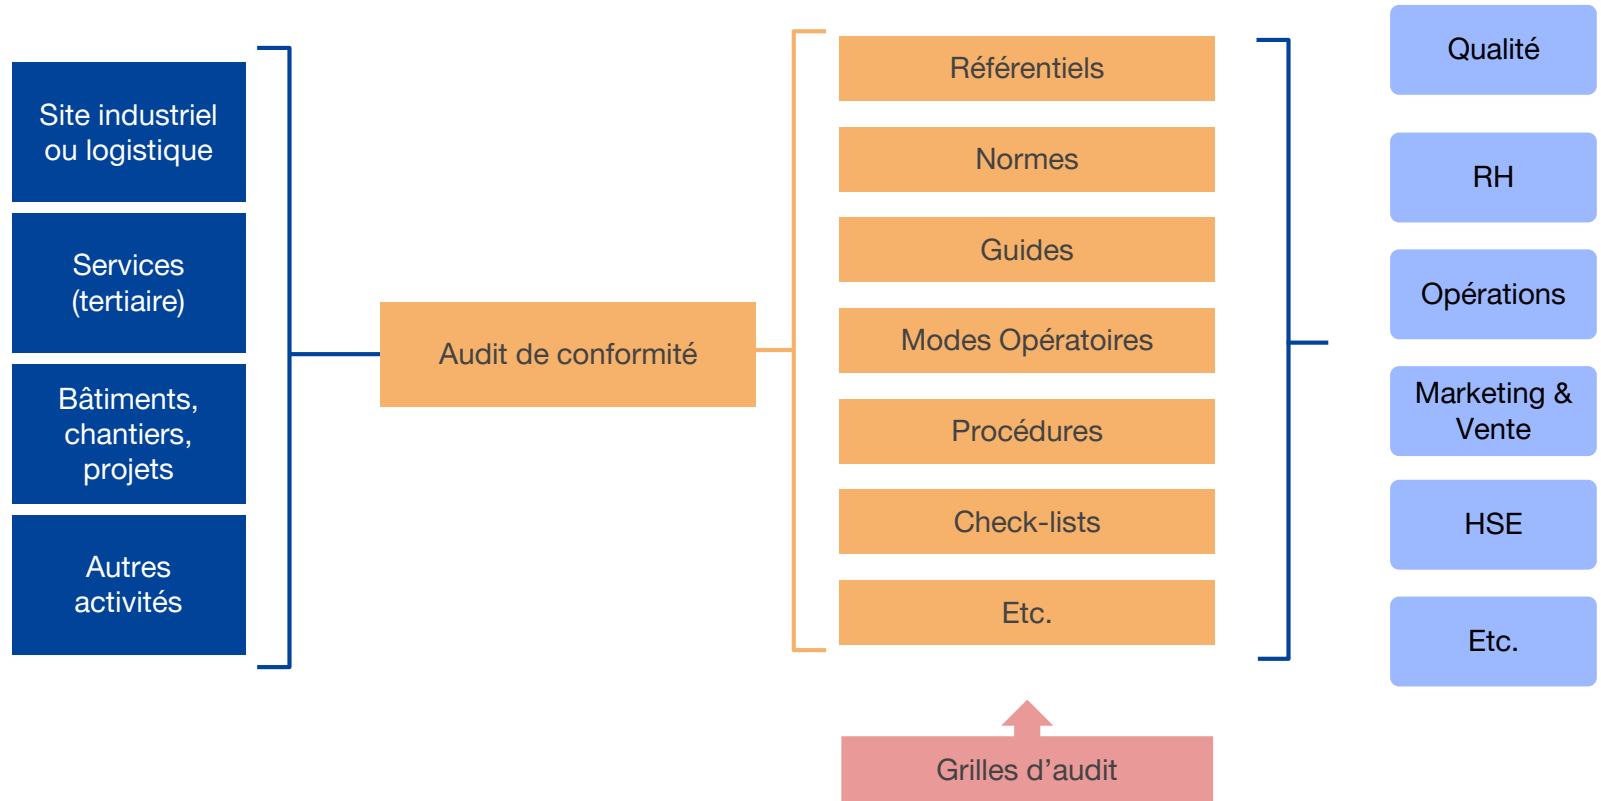 Site industriel
ou logistique
Services
(tertiaire)
Bâtiments,
chantiers,
projets
Autres
activités
Audit de conformité
Référentiels
Normes
Guides
Modes Opératoires
Procédures
Check-lists
Etc.
Grilles d’audit
Qualité
RH
Opérations
Marketing &
Vente
HSE
Etc.